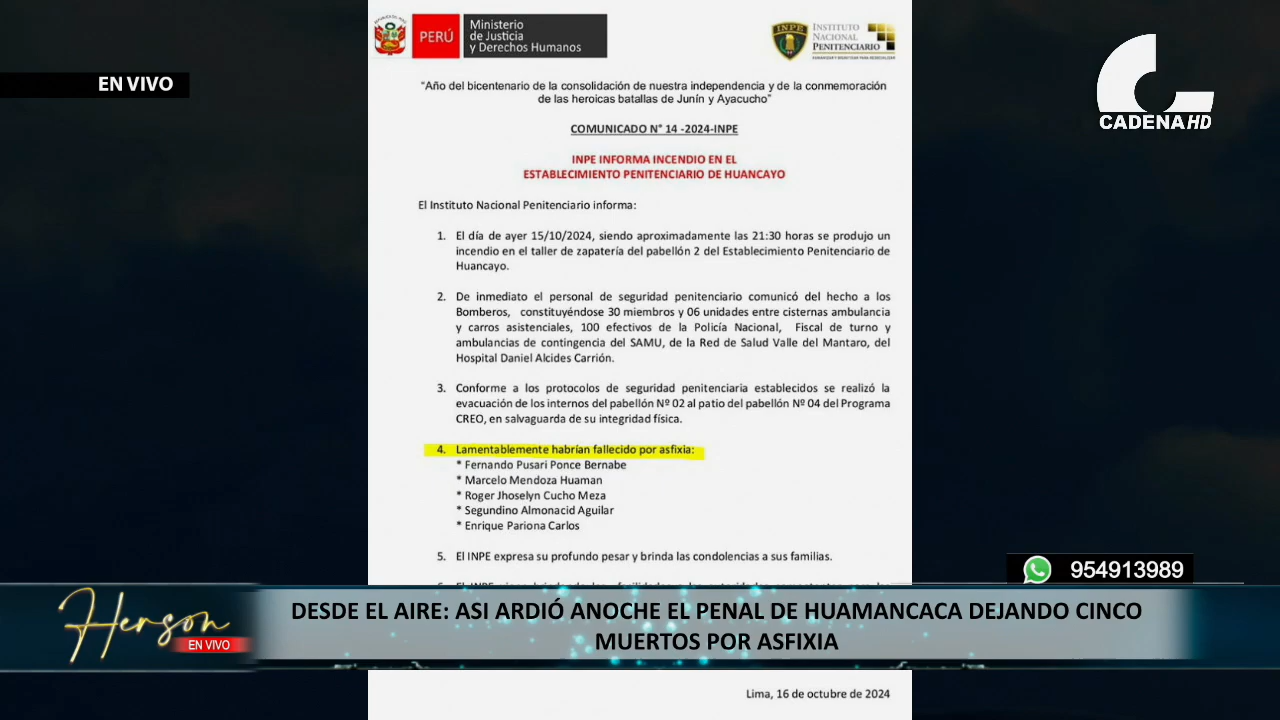 PERÚ
Ministerio
de Justicia
y Derechos Humanos
INPE
INSTITUTO
NACIONAL
PENITENCIARIO
EN VIVO
CADENA HD
"Año del bicentenario de la consolidación de nuestra independencia y de la conmemoración
de las heroicas batallas de Junín y Ayacucho"
COMUNICADO N° 14 -2024-INPE
INPE INFORMA INCENDIO EN EL
ESTABLECIMIENTO PENITENCIARIO DE HUANCAYO
El Instituto Nacional Penitenciario informa:
1. El día de ayer 15/10/2024, siendo aproximadamente las 21:30 horas se produjo un
incendio en el taller de zapatería del pabellón 2 del Establecimiento Penitenciario de
Huancayo.
2. De inmediato el personal de seguridad penitenciario comunicó del hecho a los
Bomberos, constituyéndose 30 miembros y 06 unidades entre cisternas ambulancia
y carros asistenciales, 100 efectivos de la Policía Nacional, Fiscal de turno y
ambulancias de contingencia del SAMU, de la Red de Salud Valle del Mantaro, del
Hospital Daniel Alcides Carrión.
3. Conforme a los protocolos de seguridad penitenciaria establecidos se realizó la
evacuación de los internos del pabellón Nº 02 al patio del pabellón Nº 04 del Programa
CREO, en salvaguarda de su integridad física.
4. Lamentablemente habrían fallecido por asfixia:
* Fernando Pusari Ponce Bernabe
* Marcelo Mendoza Huaman
* Roger Jhoselyn Cucho Meza
* Segundino Almonacid Aguilar
* Enrique Pariona Carlos
5. El INPE expresa su profundo pesar y brinda las condolencias a sus familias.
954913989
Herson
EN VIVO
DESDE EL AIRE: ASI ARDIÓ ANOCHE EL PENAL DE HUAMANCACA DEJANDO CINCO
MUERTOS POR ASFIXIA
Lima, 16 de octubre de 2024